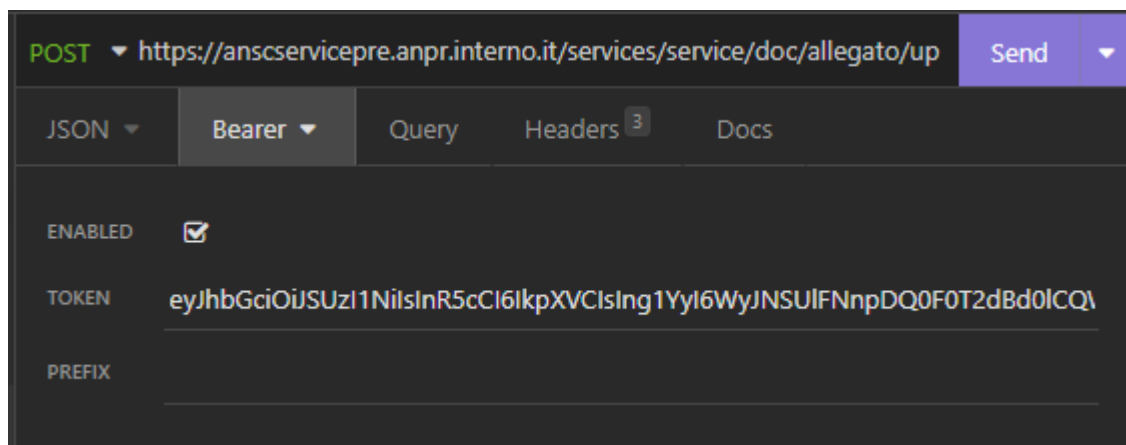 POST https://anscservicepre.anpr.interno.it/services/service/doc/allegato/up Send
JSON Bearer Query Headers 3 Docs
ENABLED
TOKEN eyJhbGciOiJSUzI1NiIsInR5cCI6IkpXVCIsIng1YyI6WyJNSUlFNnpDQ0F0T2dBd0lCQV
PREFIX